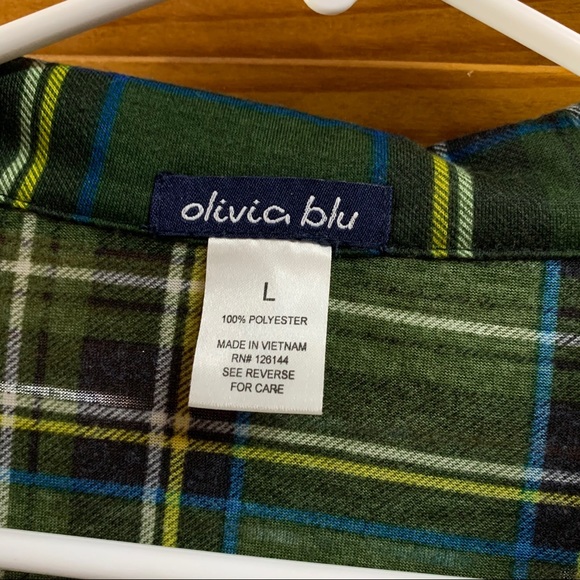 olivia blu
L
100% POLYESTER
MADE IN VIETNAM
RN# 126144
SEE REVERSE
FOR CARE